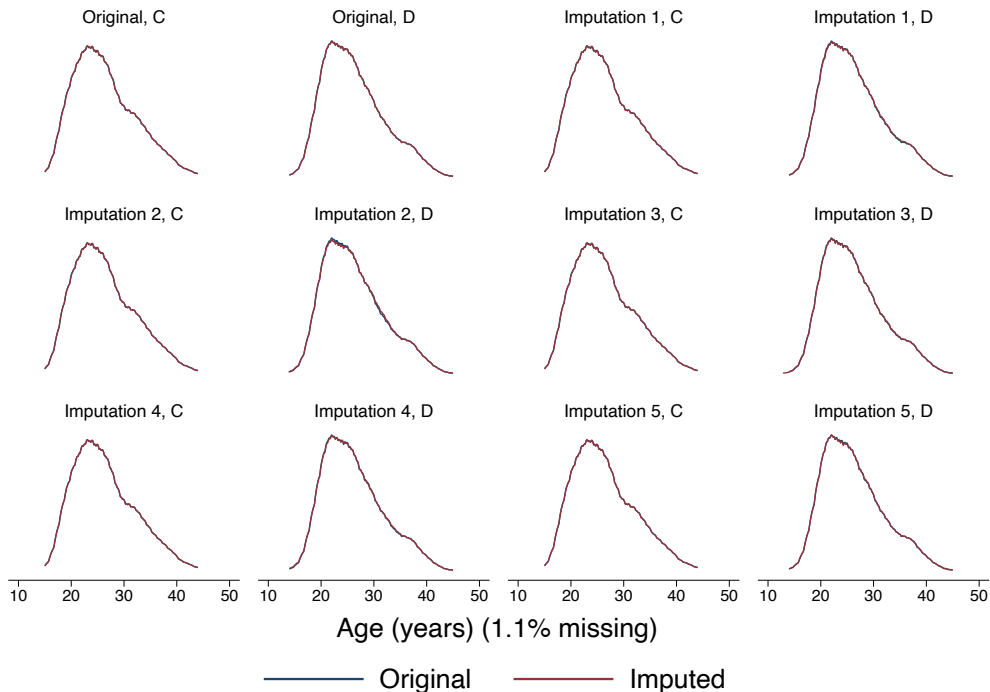 Original, C
Original, D
Imputation 1, C
Imputation 1, D
Imputation 2, C
Imputation 2, D
Imputation 3, C
Imputation 3, D
Imputation 4, C
Imputation 4, D
Imputation 5, C
Imputation 5, D
10 20 30 40 50
10 20 30 40 50
10 20 30 40 50
10 20 30 40 50
Age (years) (1.1% missing)
Original
Imputed